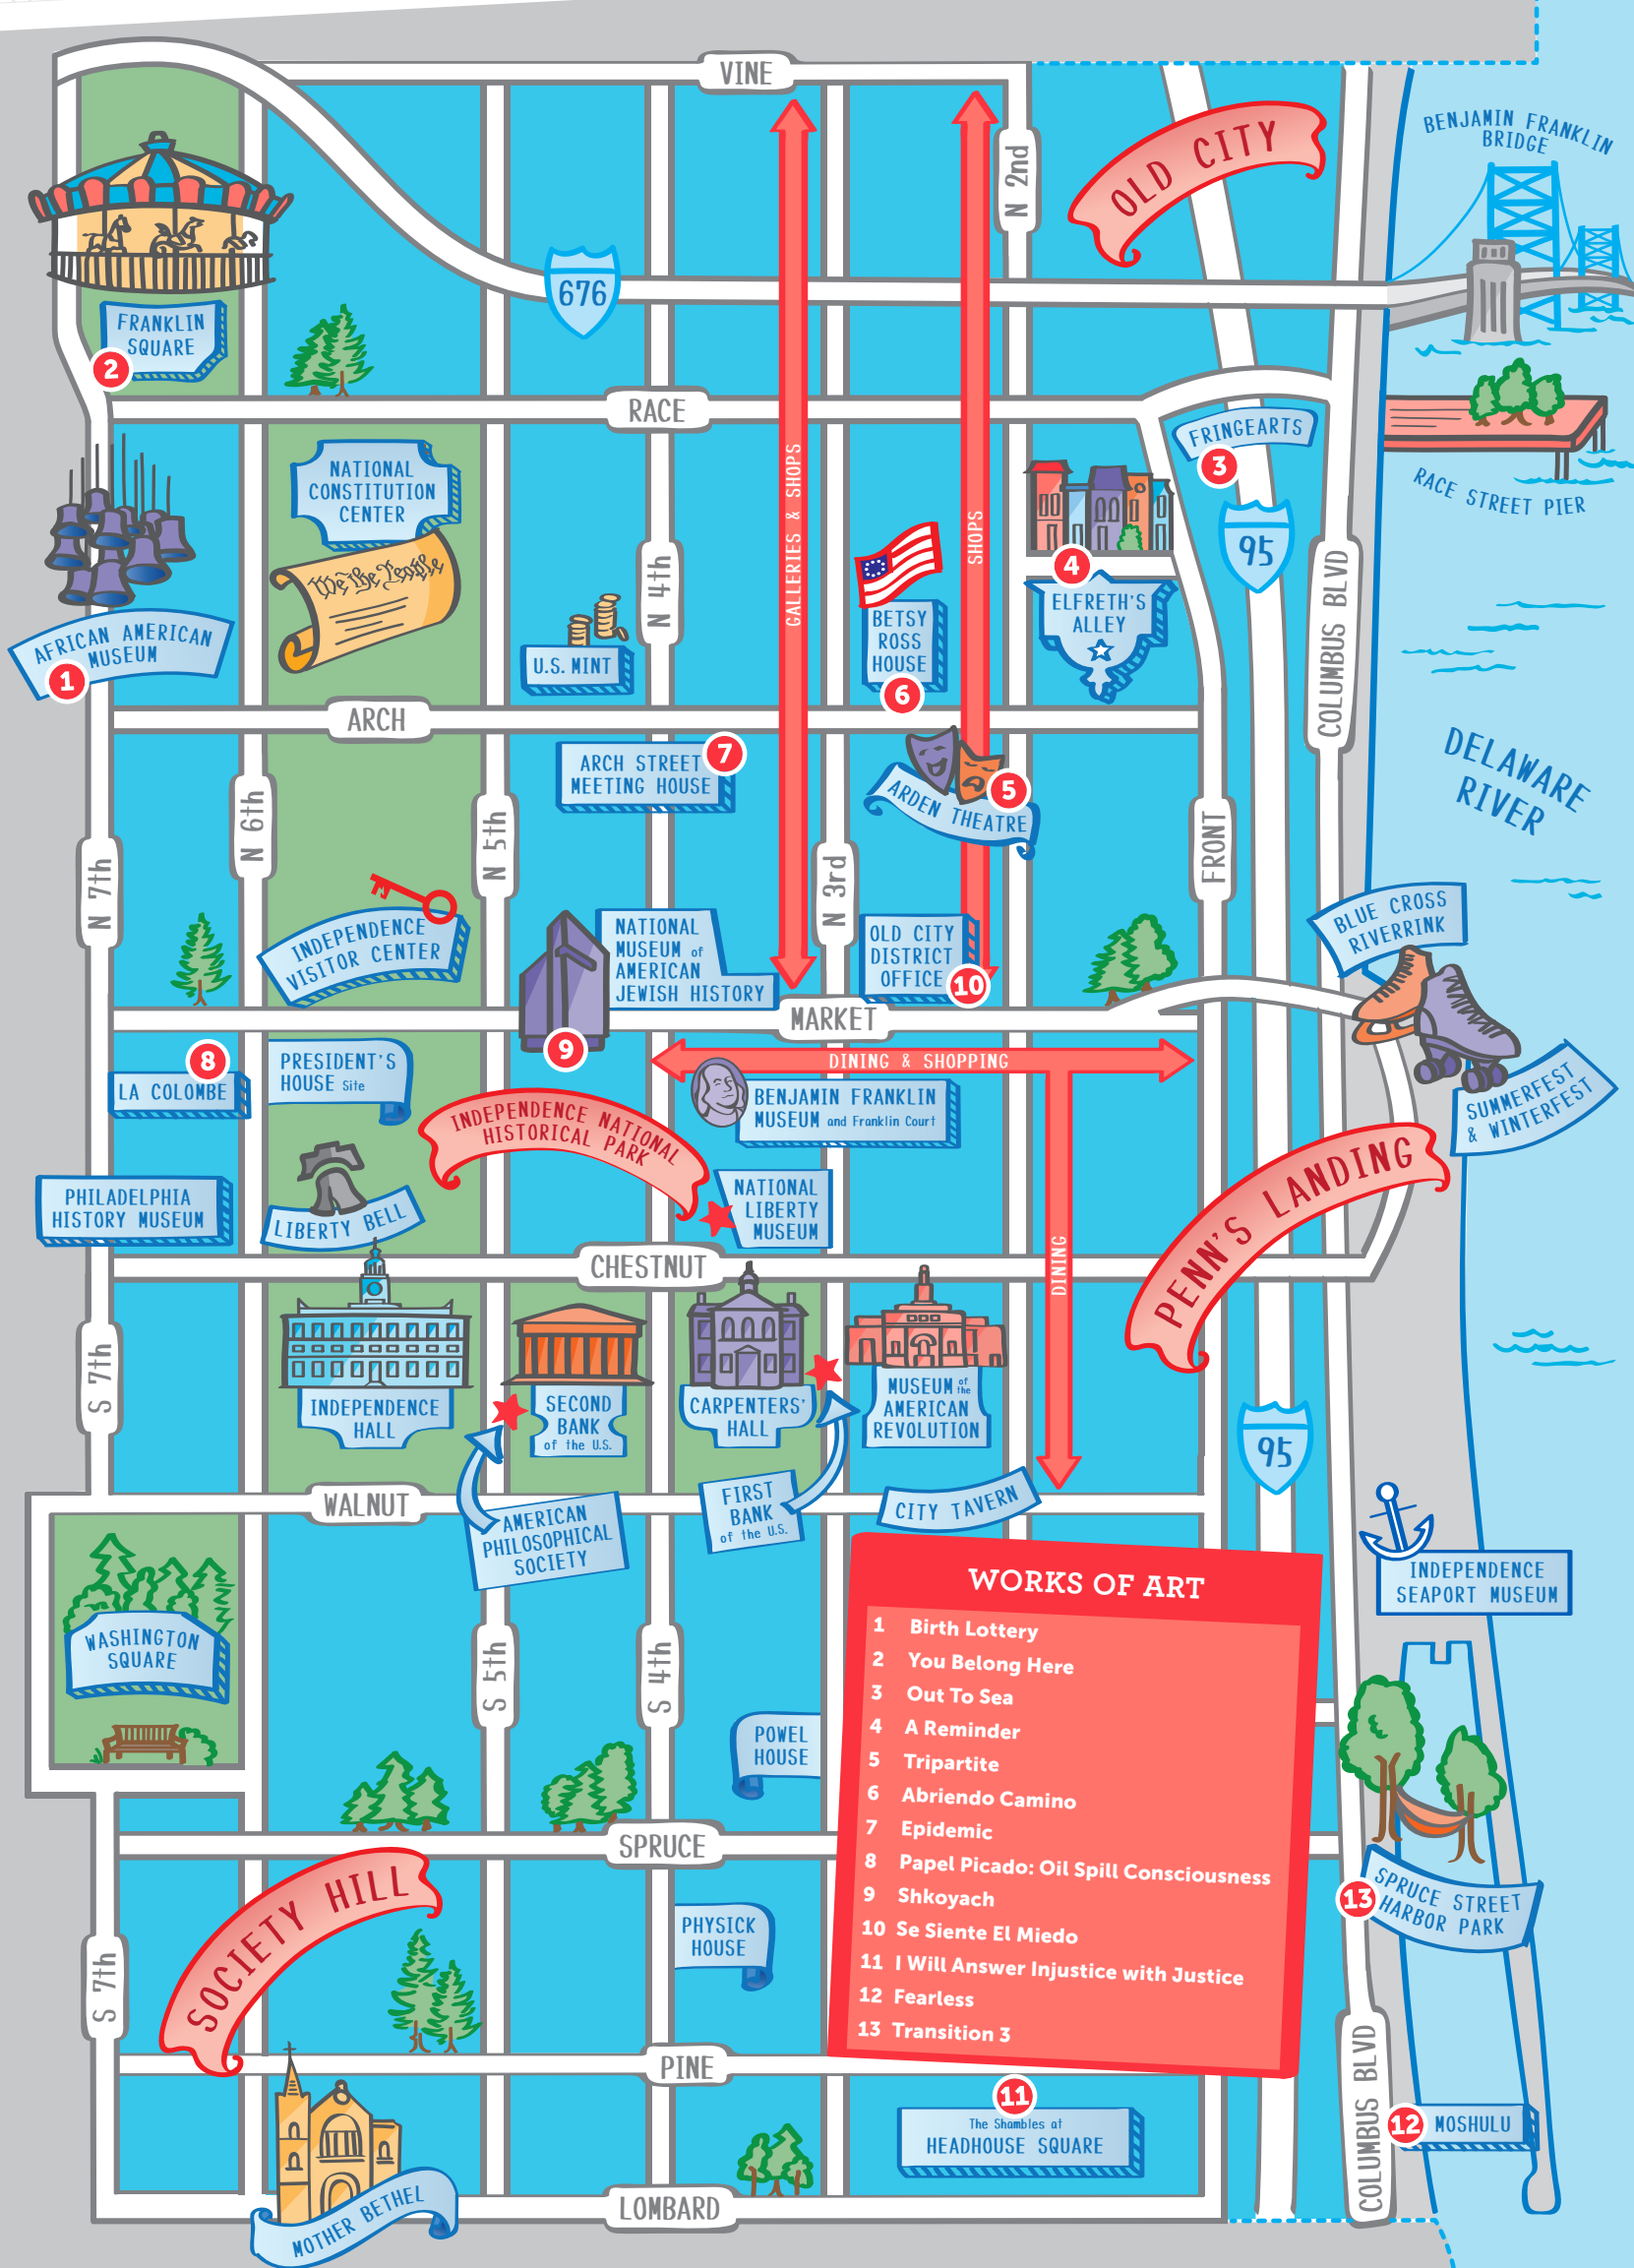 VINE
N 2nd
OLD CITY
BENJAMIN FRANKLIN
BRIDGE
676
FRANKLIN
SQUARE
2
RACE
FRINGEARTS
3
RACE STREET PIER
NATIONAL
CONSTITUTION
CENTER
We the People
GALLERIES & SHOPS
SHOPS
95
COLUMBUS BLVD
N 4th
4
ELFRETH'S
ALLEY
BETSY
ROSS
HOUSE
6
AFRICAN AMERICAN
MUSEUM
1
U.S. MINT
ARCH
ARCH STREET
MEETING HOUSE
7
ARDEN THEATRE
5
DELAWARE
RIVER
N 7th
N 6th
N 5th
N 3rd
FRONT
INDEPENDENCE
VISITOR CENTER
NATIONAL
MUSEUM of
AMERICAN
JEWISH HISTORY
9
OLD CITY
DISTRICT
OFFICE
10
BLUE CROSS
RIVERRINK
MARKET
8
LA COLOMBE
PRESIDENT'S
HOUSE Site
DINING & SHOPPING
BENJAMIN FRANKLIN
MUSEUM and Franklin Court
SUMMERFEST
& WINTERFEST
INDEPENDENCE NATIONAL
HISTORICAL PARK
PHILADELPHIA
HISTORY MUSEUM
LIBERTY BELL
NATIONAL
LIBERTY
MUSEUM
PENN'S LANDING
DINING
CHESTNUT
S 7th
INDEPENDENCE
HALL
SECOND
BANK
of the U.S.
CARPENTERS'
HALL
MUSEUM of the
AMERICAN
REVOLUTION
95
WALNUT
AMERICAN
PHILOSOPHICAL
SOCIETY
FIRST
BANK
of the U.S.
CITY TAVERN
INDEPENDENCE
SEAPORT MUSEUM
WASHINGTON
SQUARE
S 5th
S 4th
POWEL
HOUSE
WORKS OF ART
1 Birth Lottery
2 You Belong Here
3 Out To Sea
4 A Reminder
5 Tripartite
6 Abriendo Camino
7 Epidemic
8 Papel Picado: Oil Spill Consciousness
9 Shkoyach
10 Se Siente El Miedo
11 I Will Answer Injustice with Justice
12 Fearless
13 Transition 3
SPRUCE
13
SPRUCE STREET
HARBOR PARK
SOCIETY HILL
PHYSICK
HOUSE
S 7th
PINE
11
The Shambles at
HEADHOUSE SQUARE
COLUMBUS BLVD
12
MOSHULU
MOTHER BETHEL
LOMBARD